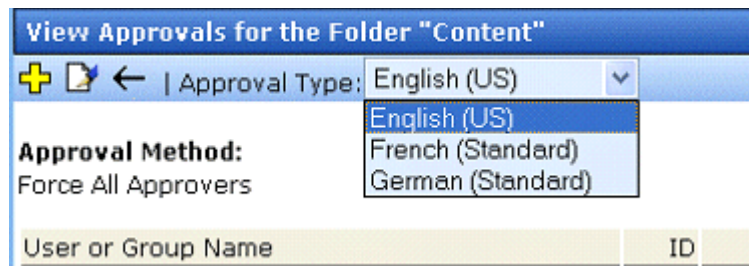 View Approvals for the Folder "Content"
| Approval Type: English (US)
English (US)
French (Standard)
German (Standard)
Approval Method:
Force All Approvers
User or Group Name ID